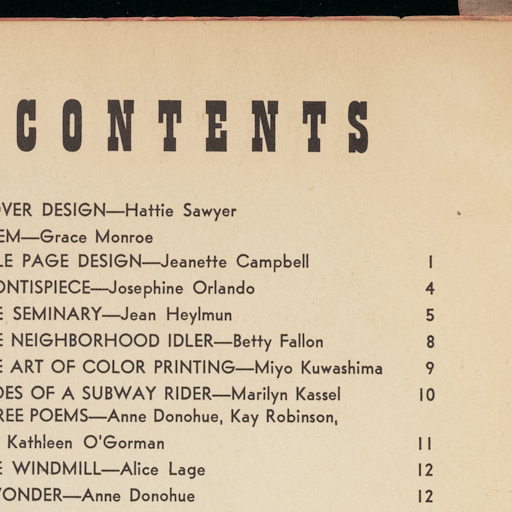 CONTENTS
OVER DESIGN—Hattie Sawyer
EM—Grace Monroe
LE PAGE DESIGN—Jeanette Campbell 1
ONTISPIECE—Josephine Orlando 4
E SEMINARY—Jean Heylmun 5
E NEIGHBORHOOD IDLER—Betty Fallon 8
E ART OF COLOR PRINTING—Miyo Kuwashima 9
DES OF A SUBWAY RIDER—Marilyn Kassel 10
REE POEMS—Anne Donohue, Kay Robinson,
Kathleen O'Gorman 11
E WINDMILL—Alice Lage 12
WONDER—Anne Donohue 12